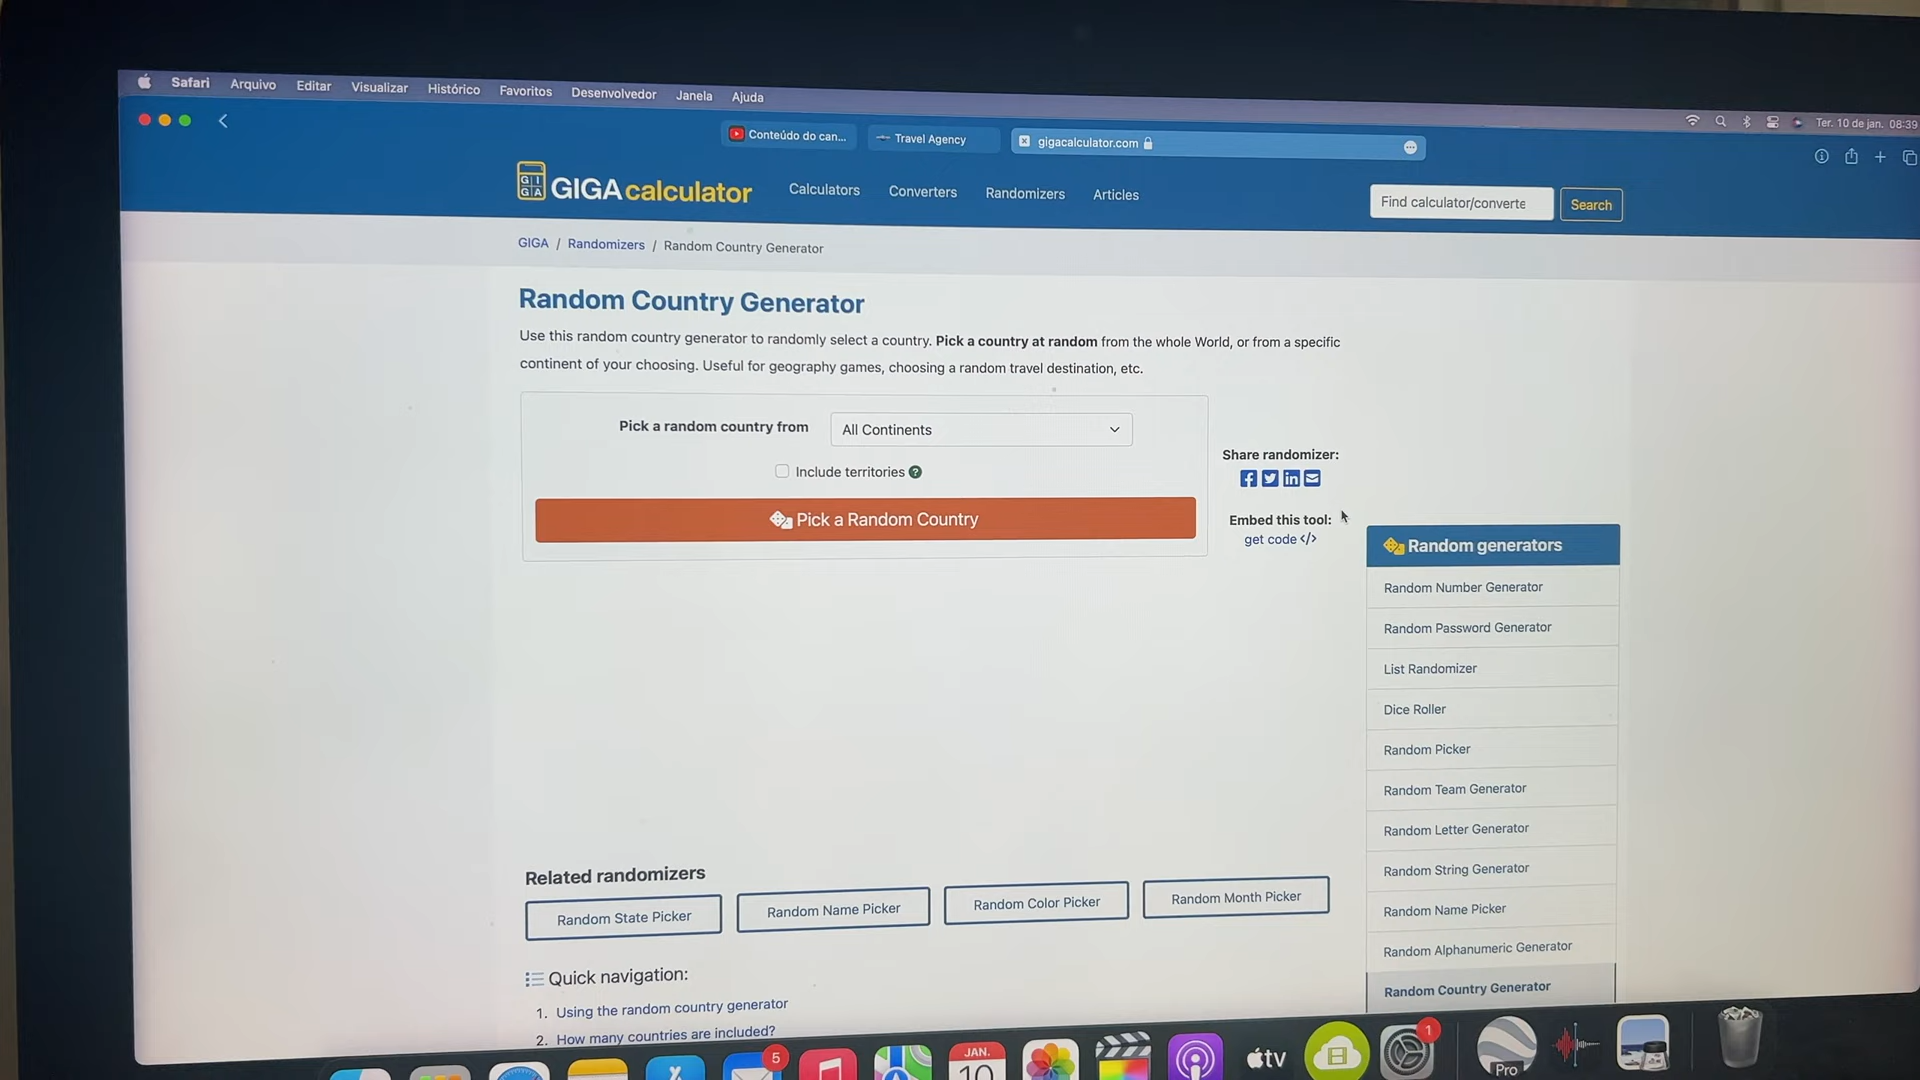 Safari Arquivo Editar Visualizar Histórico Favoritos Desenvolvedor Janela Ajuda
Ter. 10 de jan. 08:39
Conteúdo do can...
Travel Agency
gigacalculator.com
GIGA
GIGAcalculator
Calculators Converters Randomizers Articles
Find calculator/converte
Search
GIGA / Randomizers / Random Country Generator
Random Country Generator
Use this random country generator to randomly select a country. Pick a country at random from the whole World, or from a specific
continent of your choosing. Useful for geography games, choosing a random travel destination, etc.
Pick a random country from
All Continents
Include territories ?
Pick a Random Country
Share randomizer:
Embed this tool:
get code </>
Random generators
Random Number Generator
Random Password Generator
List Randomizer
Dice Roller
Random Picker
Random Team Generator
Random Letter Generator
Random String Generator
Random Name Picker
Random Alphanumeric Generator
Random Country Generator
Related randomizers
Random State Picker
Random Name Picker
Random Color Picker
Random Month Picker
Quick navigation:
1. Using the random country generator
2. How many countries are included?
5
JAN.
10
tv
1
Pro